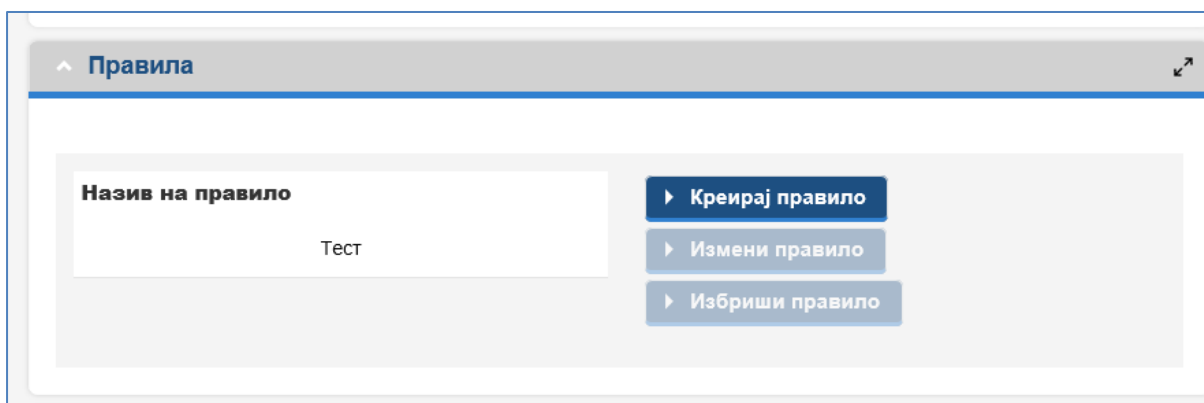 Правила
Назив на правило
Тест
Креирај правило
Измени правило
Избриши правило